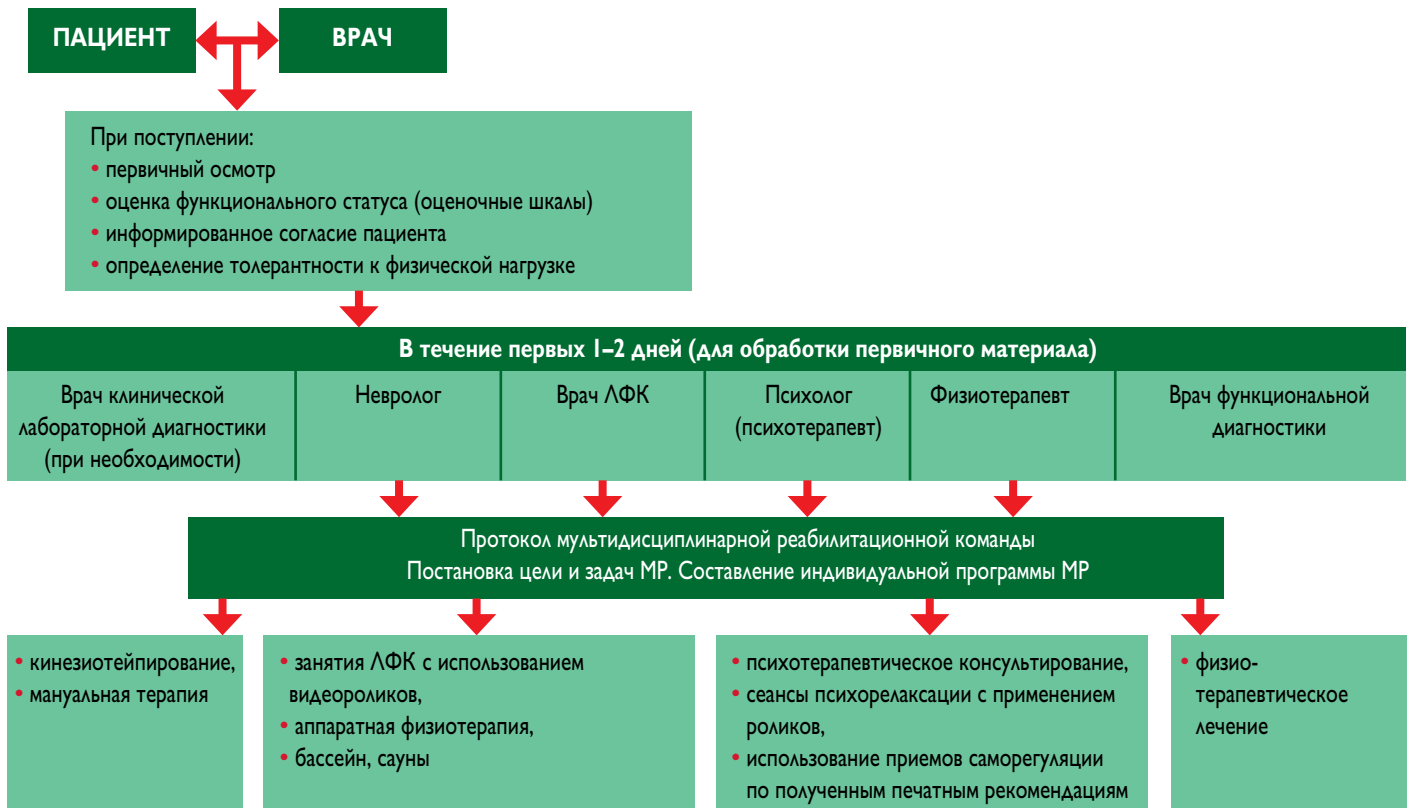 ПАЦИЕНТ
ВРАЧ
При поступлении:
• первичный осмотр
• оценка функционального статуса (оценочные шкалы)
• информированное согласие пациента
• определение толерантности к физической нагрузке
В течение первых 1–2 дней (для обработки первичного материала)
Врач клинической
лабораторной диагностики
(при необходимости)
Невролог
Врач ЛФК
Психолог
(психотерапевт)
Физиотерапевт
Врач функциональной
диагностики
Протокол мультидисциплинарной реабилитационной команды
Постановка цели и задач МР. Составление индивидуальной программы МР
• кинезиотейпирование,
• мануальная терапия
• занятия ЛФК с использованием
видеороликов,
• аппаратная физиотерапия,
• бассейн, сауны
• психотерапевтическое консультирование,
• сеансы психорелаксации с применением
роликов,
• использование приемов саморегуляции
по полученным печатным рекомендациям
• физио-
терапевтическое
лечение